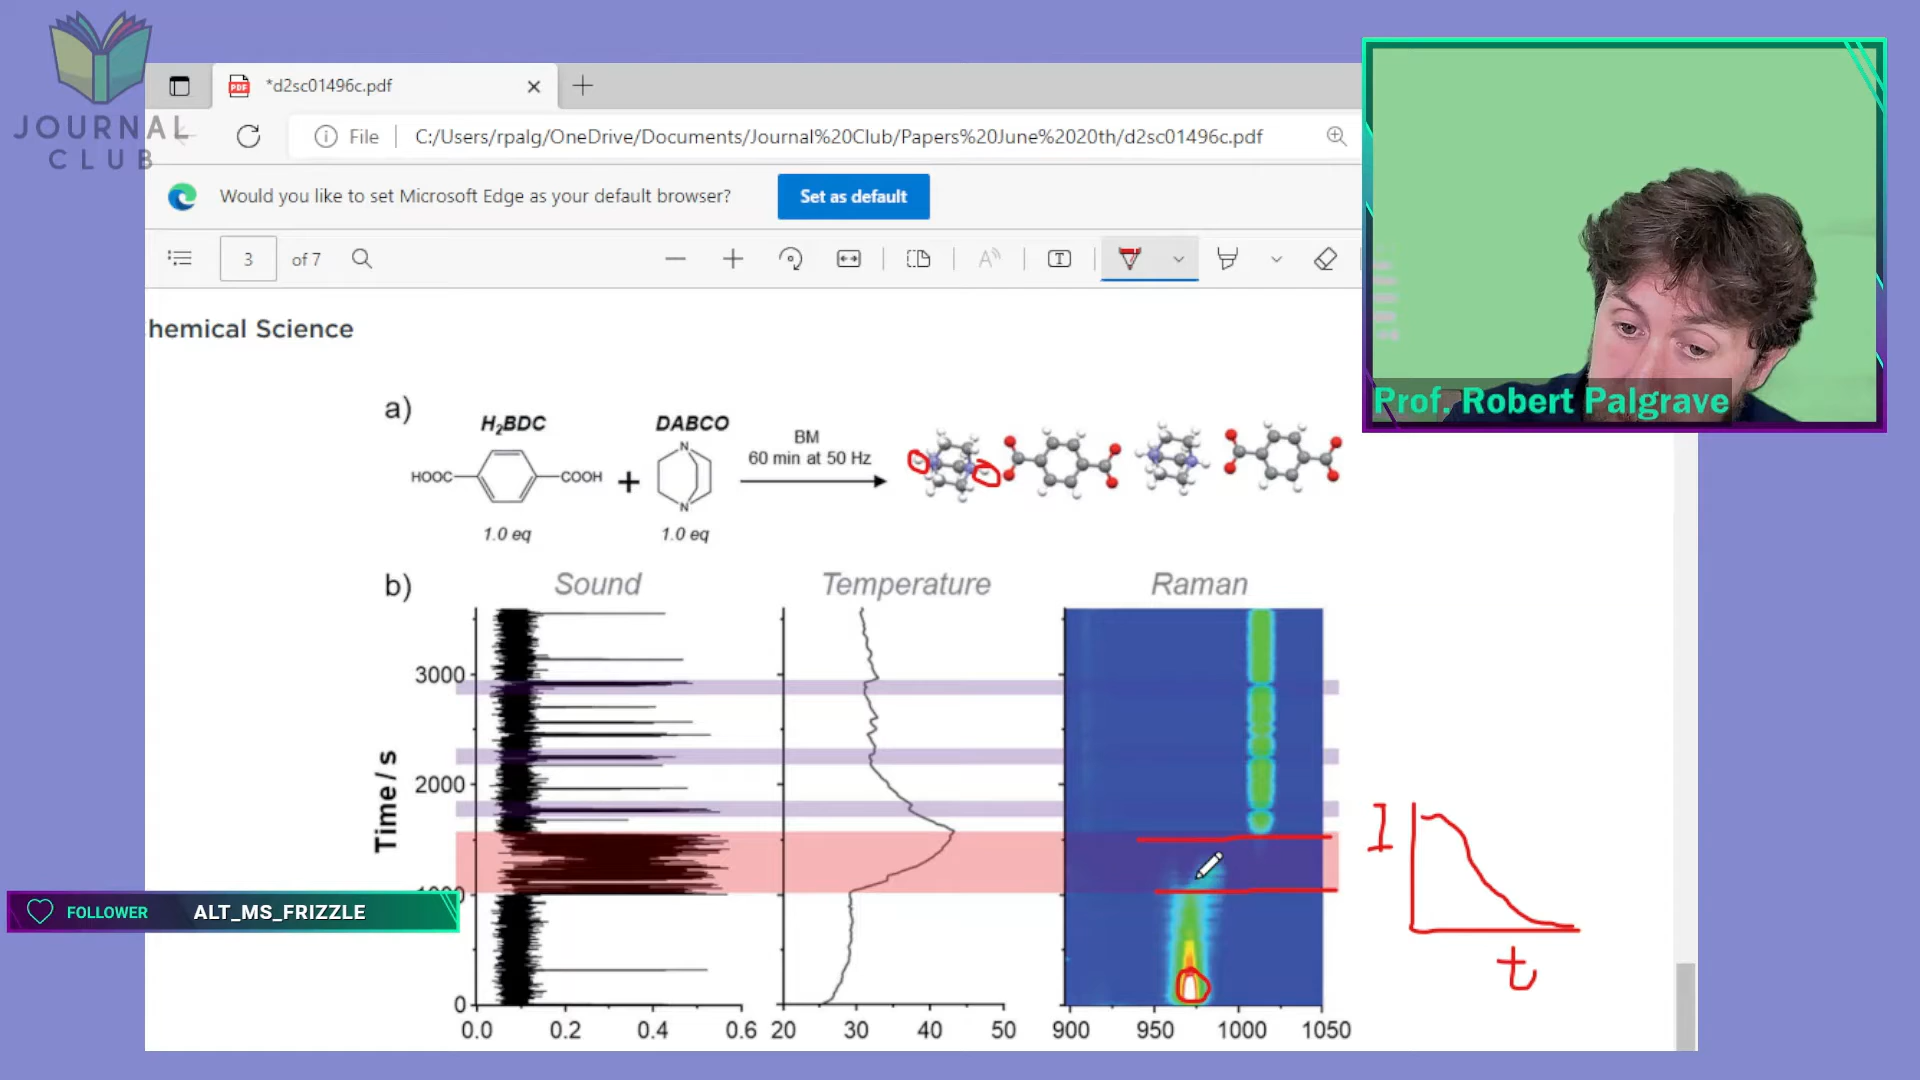 JOURNAL
CLUB
*d2sc01496c.pdf
PDF
File
C:/Users/rpalg/OneDrive/Documents/Journal%20Club/Papers%20June%2020th/d2sc01496c.pdf
Would you like to set Microsoft Edge as your default browser?
Set as default
3 of 7
hemical Science
Prof. Robert Palgrave
a)
H₂BDC
DABCO
BM
60 min at 50 Hz
HOOC
COOH
+
N
N
1.0 eq
1.0 eq
b)
Sound
Temperature
Raman
Time / s
3000
2000
1000
0
0.0 0.2 0.4 0.6
20 30 40 50
900 950 1000 1050
I
t
FOLLOWER ALT_MS_FRIZZLE